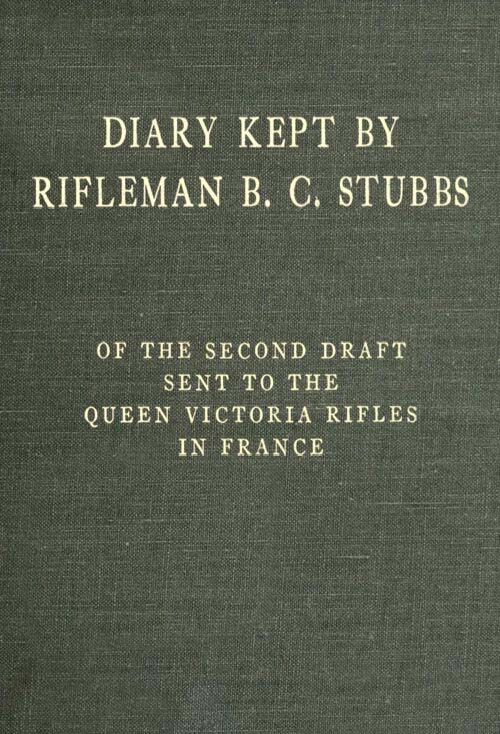 DIARY KEPT BY
RIFLEMAN B. C. STUBBS
OF THE SECOND DRAFT
SENT TO THE
QUEEN VICTORIA RIFLES
IN FRANCE